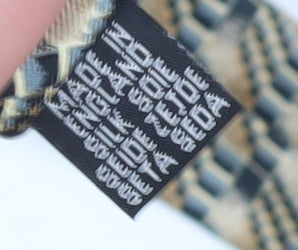 MADE IN
ENGLAND
SILK SOIE
SEIDE
SETA SEDA